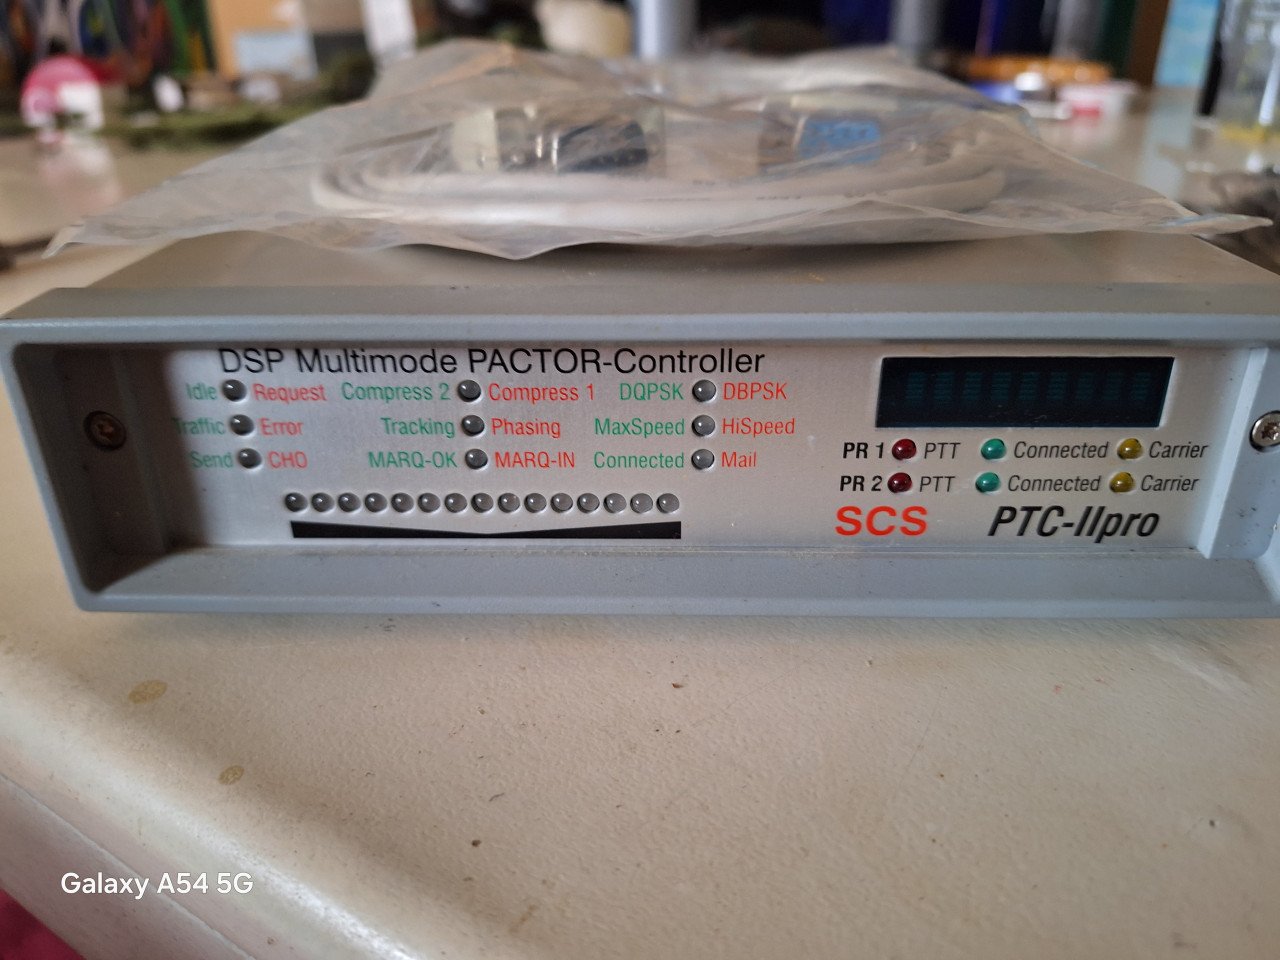 DSP Multimode PACTOR-Controller
Idle Request Compress 2 Compress 1 DQPSK DBPSK
Traffic Error Tracking Phasing MaxSpeed HiSpeed
Send CHO MARQ-OK MARQ-IN Connected Mail
PR 1 PTT Connected Carrier
PR 2 PTT Connected Carrier
SCS PTC-IIpro
Galaxy A54 5G